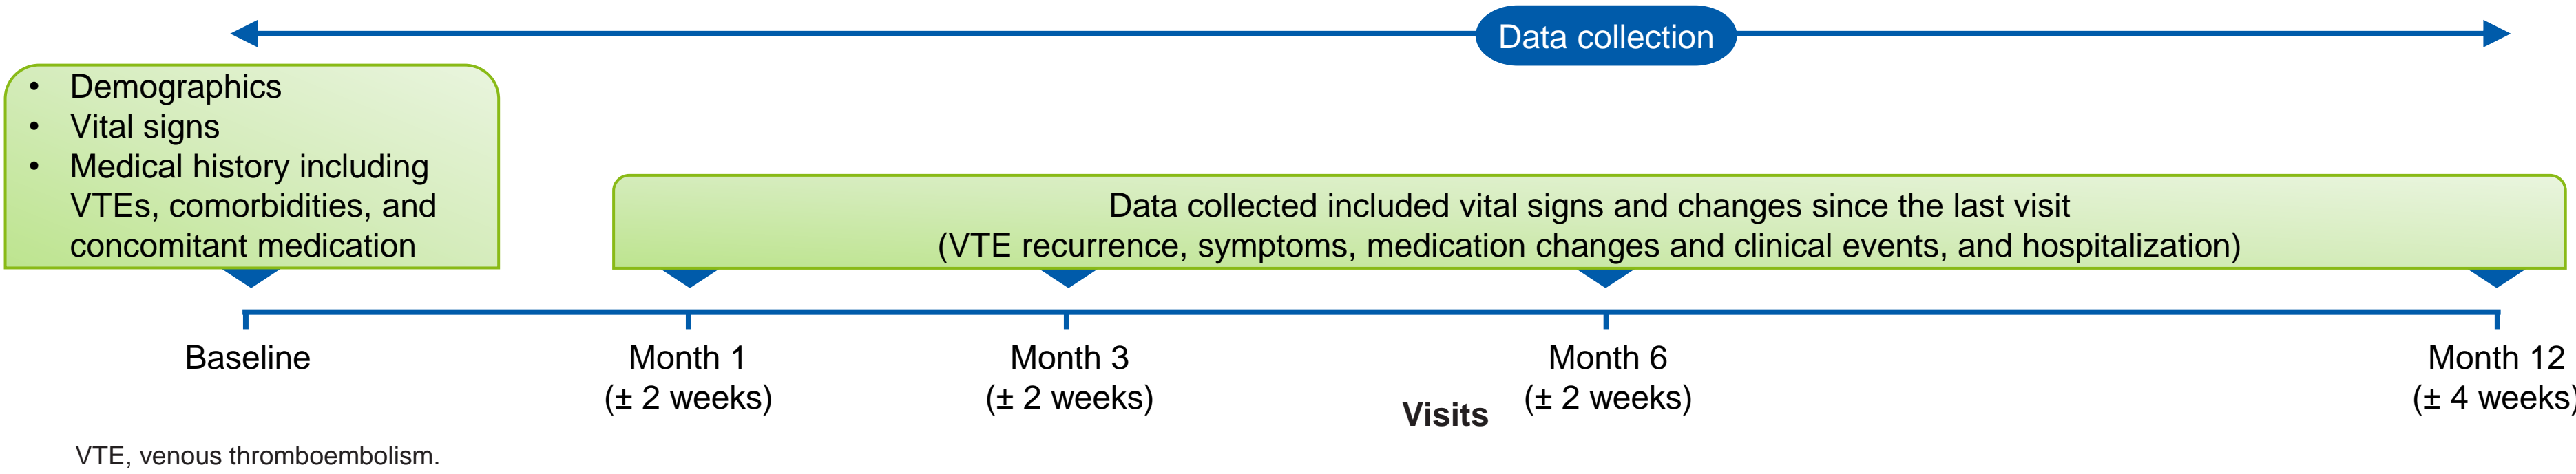 Data collection
• Demographics
• Vital signs
• Medical history including
VTEs, comorbidities, and
concomitant medication
Data collected included vital signs and changes since the last visit
(VTE recurrence, symptoms, medication changes and clinical events, and hospitalization)
Baseline
Month 1
(± 2 weeks)
Month 3
(± 2 weeks)
Month 6
(± 2 weeks)
Month 12
(± 4 weeks)
Visits
VTE, venous thromboembolism.